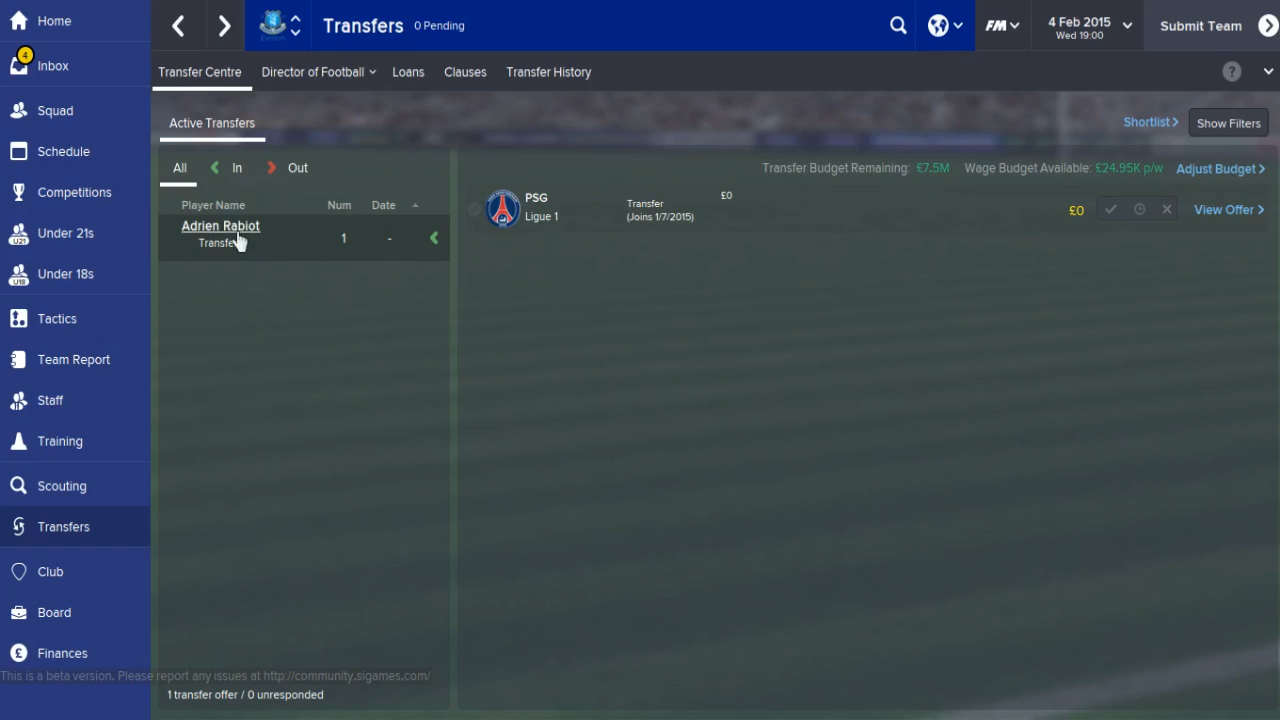 Home
4
Inbox
Squad
Schedule
Competitions
U21
Under 21s
U18
Under 18s
Tactics
Team Report
Staff
Training
Scouting
Transfers
Club
Board
£
Finances
Everton
Transfers 0 Pending
FM
4 Feb 2015
Wed 19:00
Submit Team
Transfer Centre Director of Football Loans Clauses Transfer History
?
Active Transfers
Shortlist
Show Filters
All In Out
Transfer Budget Remaining: £7.5M Wage Budget Available: £24.95K p/w Adjust Budget
Player Name Num Date
Adrien Rabiot
Transfer
1 -
PSG
Ligue 1
Transfer
(Joins 1/7/2015)
£0
£0
View Offer
This is a beta version. Please report any issues at http://community.sigames.com/
1 transfer offer / 0 unresponded